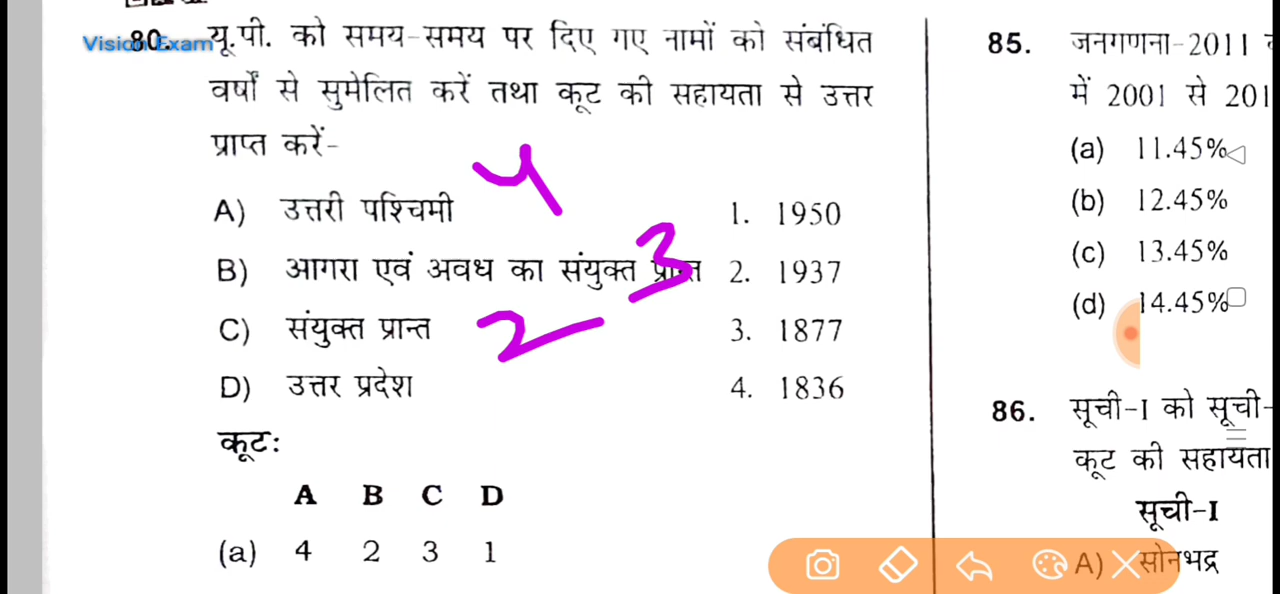 Vision Exam
80. यू.पी. को समय-समय पर दिए गए नामों को संबंधित
वर्षों से सुमेलित करें तथा कूट की सहायता से उत्तर
प्राप्त करें-
4
A) उत्तरी पश्चिमी 1. 1950
3
B) आगरा एवं अवध का संयुक्त प्रान्त 2. 1937
2
C) संयुक्त प्रान्त 3. 1877
D) उत्तर प्रदेश 4. 1836
कूट:
A B C D
(a) 4 2 3 1
85. जनगणना-2011
में 2001 से 201
(a) 11.45%
(b) 12.45%
(c) 13.45%
(d) 14.45%
86. सूची-I को सूची-
कूट की सहायता
सूची-I
A) सोनभद्र